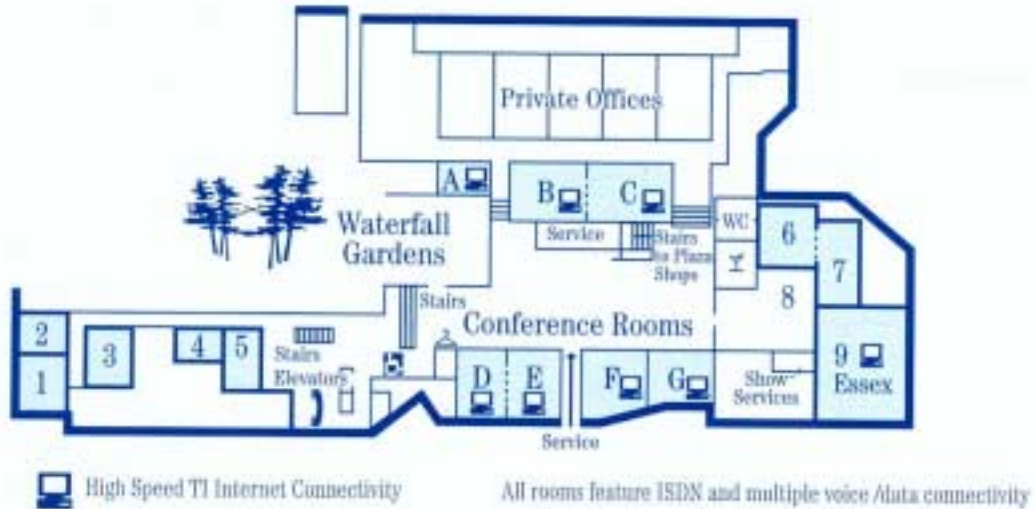 Private Offices
A
B
C
Waterfall
Gardens
Service
Stairs
to Plaza
Shops
WC
6
7
8
Stairs
Conference Rooms
2
1
3
4
5
Stairs
Elevators
D
E
F
G
Show
Services
9
Essex
Service
High Speed T1 Internet Connectivity
All rooms feature ISDN and multiple voice /data connectivity